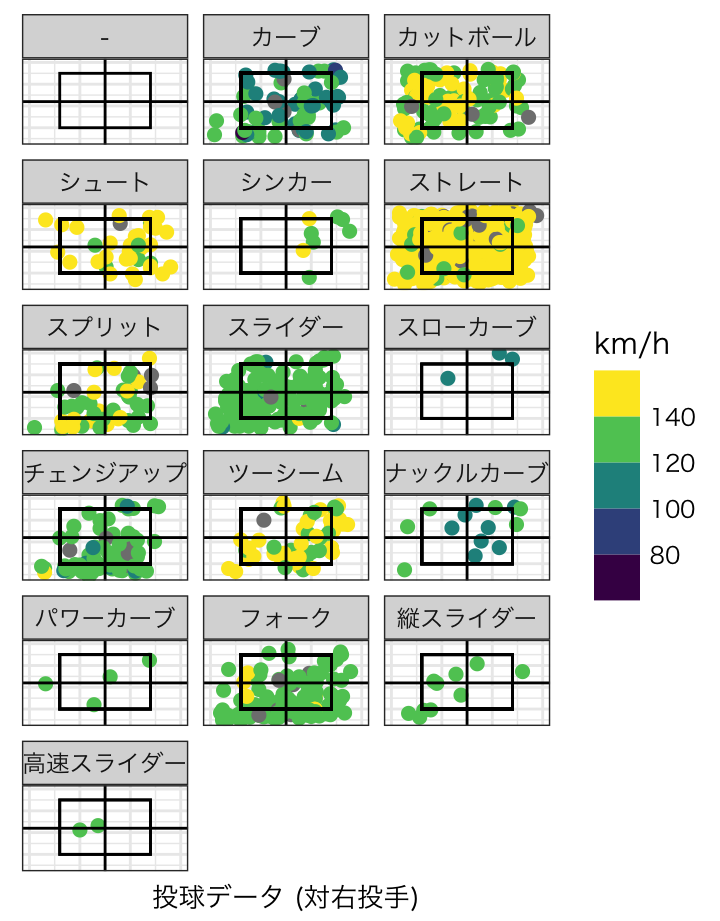 -
カーブ
カットボール
シュート
シンカー
ストレート
スプリット
スライダー
スローカーブ
チェンジアップ
ツーシーム
ナックルカーブ
パワーカーブ
フォーク
縦スライダー
高速スライダー
km/h
140
120
100
80
投球データ (対右投手)